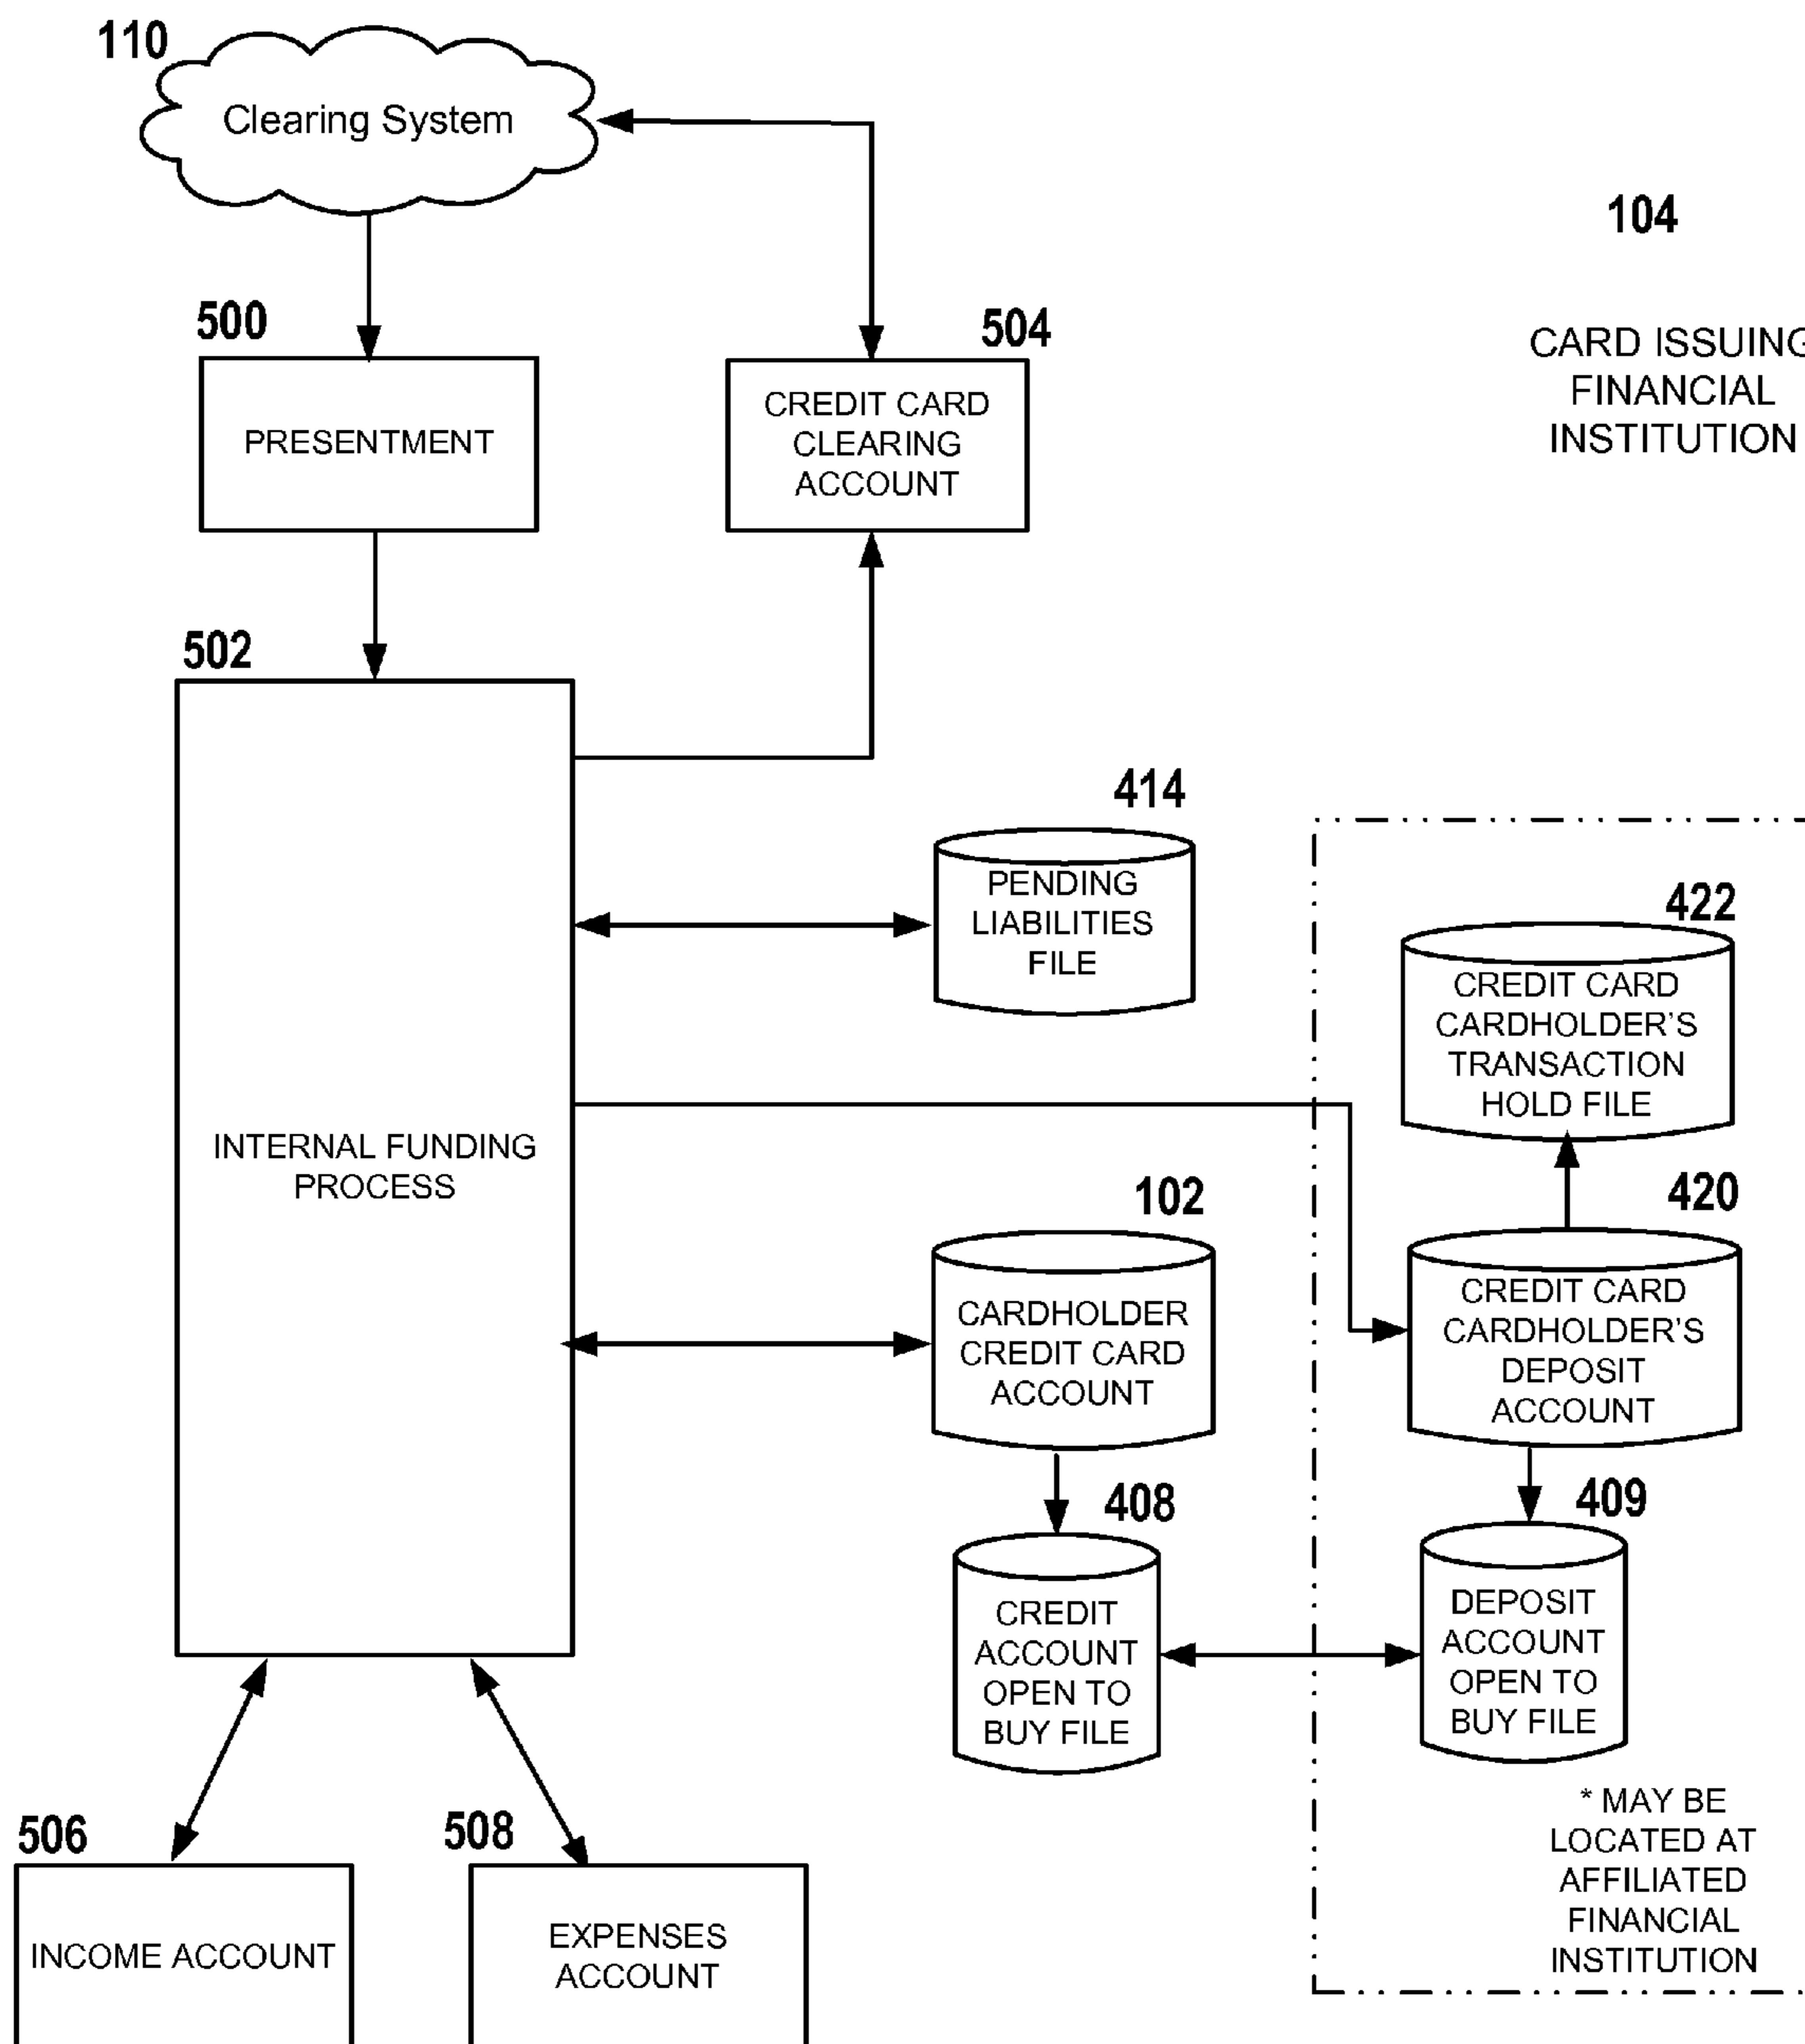 110
Clearing System
104
500
504
CARD ISSUING
FINANCIAL
INSTITUTION
PRESENTMENT
CREDIT CARD
CLEARING
ACCOUNT
502
414
PENDING
LIABILITIES
FILE
422
CREDIT CARD
CARDHOLDER'S
TRANSACTION
HOLD FILE
INTERNAL FUNDING
PROCESS
102
420
CARDHOLDER
CREDIT CARD
ACCOUNT
CREDIT CARD
CARDHOLDER'S
DEPOSIT
ACCOUNT
408
409
CREDIT
ACCOUNT
OPEN TO
BUY FILE
DEPOSIT
ACCOUNT
OPEN TO
BUY FILE
* MAY BE
LOCATED AT
AFFILIATED
FINANCIAL
INSTITUTION
506
508
INCOME ACCOUNT
EXPENSES
ACCOUNT